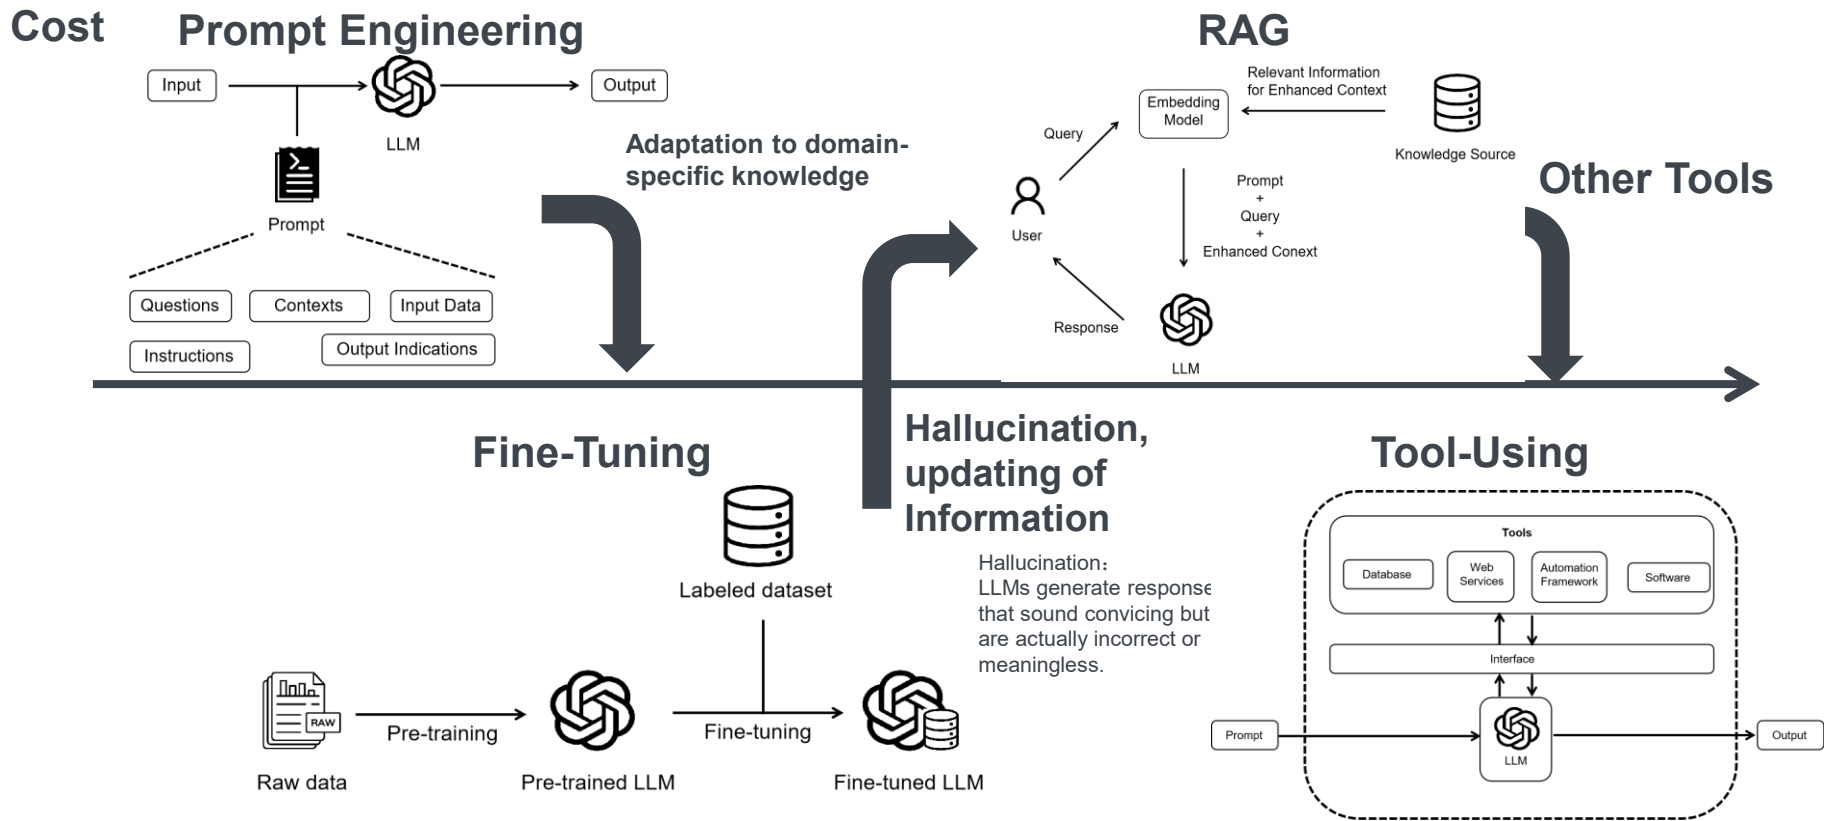 Cost
Prompt Engineering
Input
LLM
Output
Prompt
Questions
Contexts
Input Data
Instructions
Output Indications
Adaptation to domain-
specific knowledge
RAG
Relevant Information
for Enhanced Context
Embedding
Model
Query
Knowledge Source
User
Prompt
+
Query
+
Enhanced Conext
Response
LLM
Other Tools
Fine-Tuning
Labeled dataset
RAW
Pre-training
Fine-tuning
Raw data
Pre-trained LLM
Fine-tuned LLM
Hallucination,
updating of
Information
Hallucination：
LLMs generate response
that sound convicing but
are actually incorrect or
meaningless.
Tool-Using
Tools
Database
Web
Services
Automation
Framework
Software
Interface
Prompt
LLM
Output